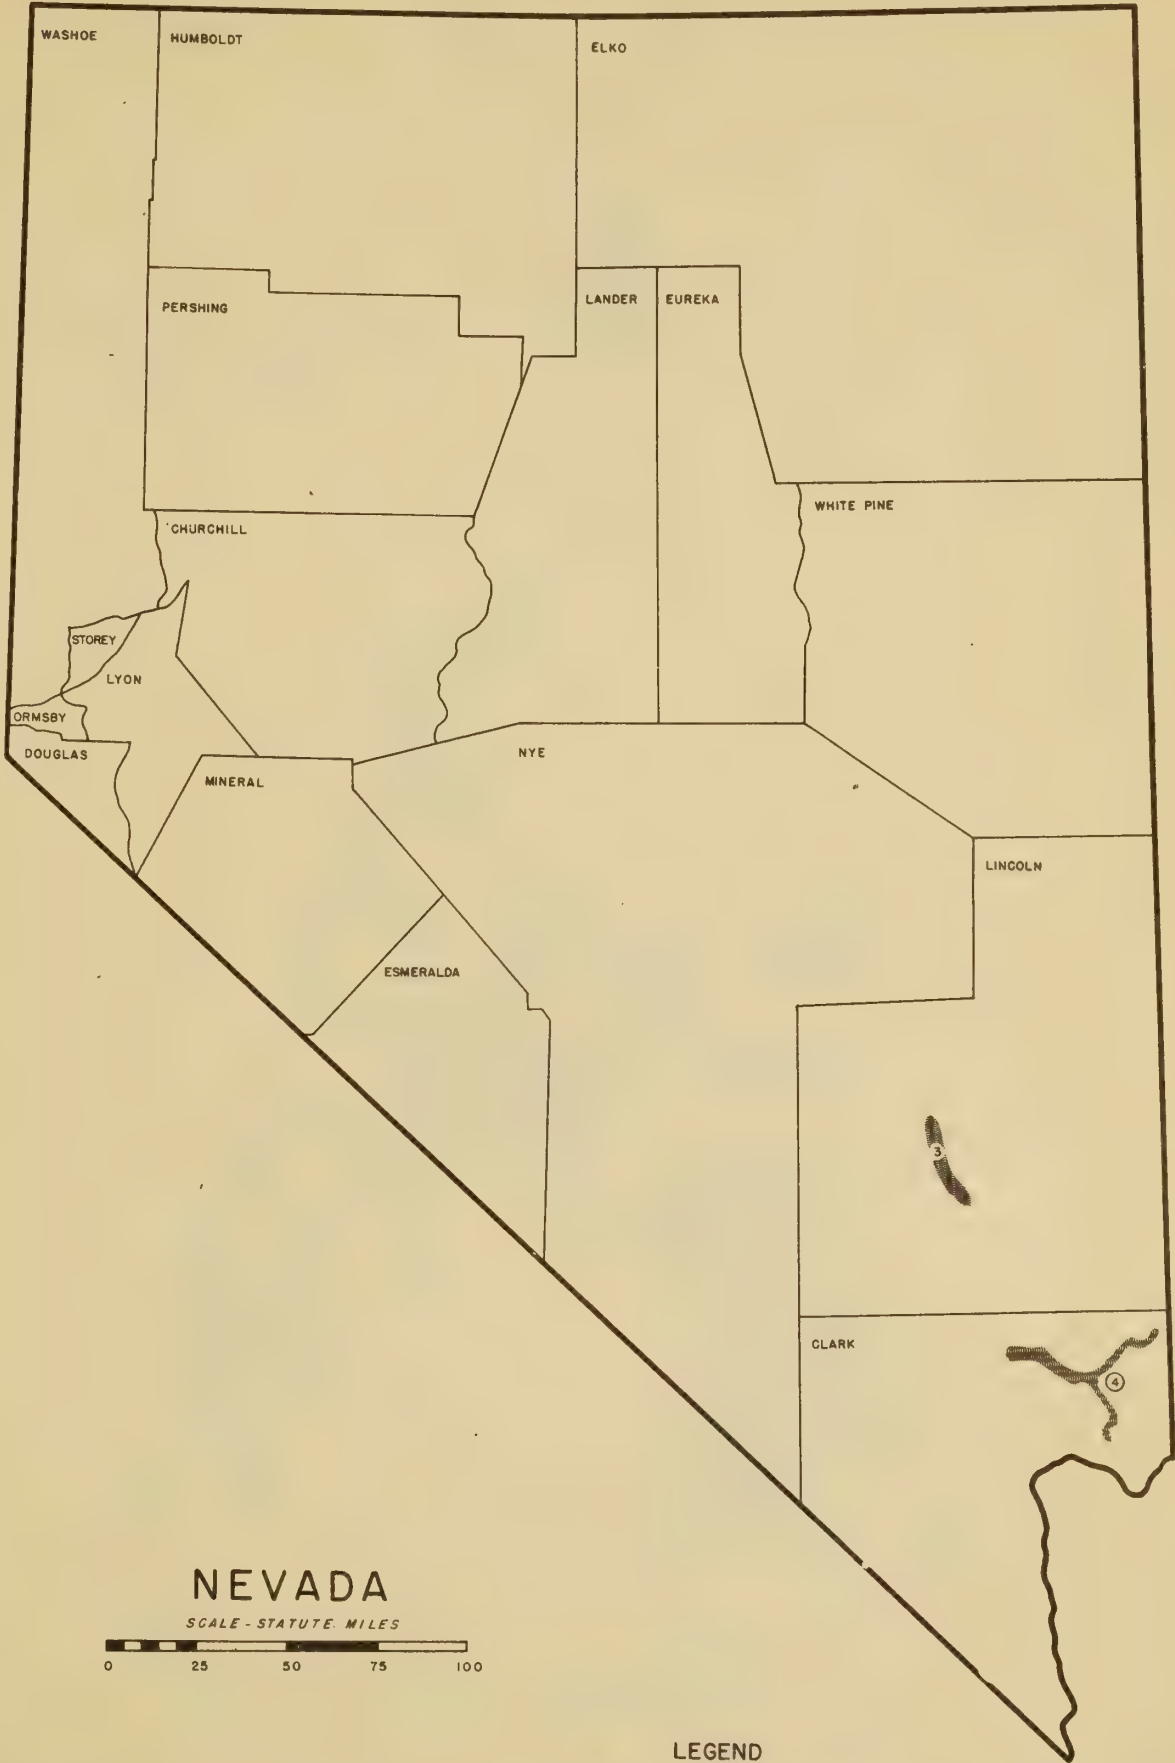 WASHOE
HUMBOLDT
ELKO
PERSHING
LANDER
EUREKA
WHITE PINE
CHURCHILL
STOREY
LYON
ORMSBY
DOUGLAS
MINERAL
NYE
LINCOLN
ESMERALDA
3
CLARK
4
NEVADA
SCALE - STATUTE MILES
0 25 50 75 100
LEGEND